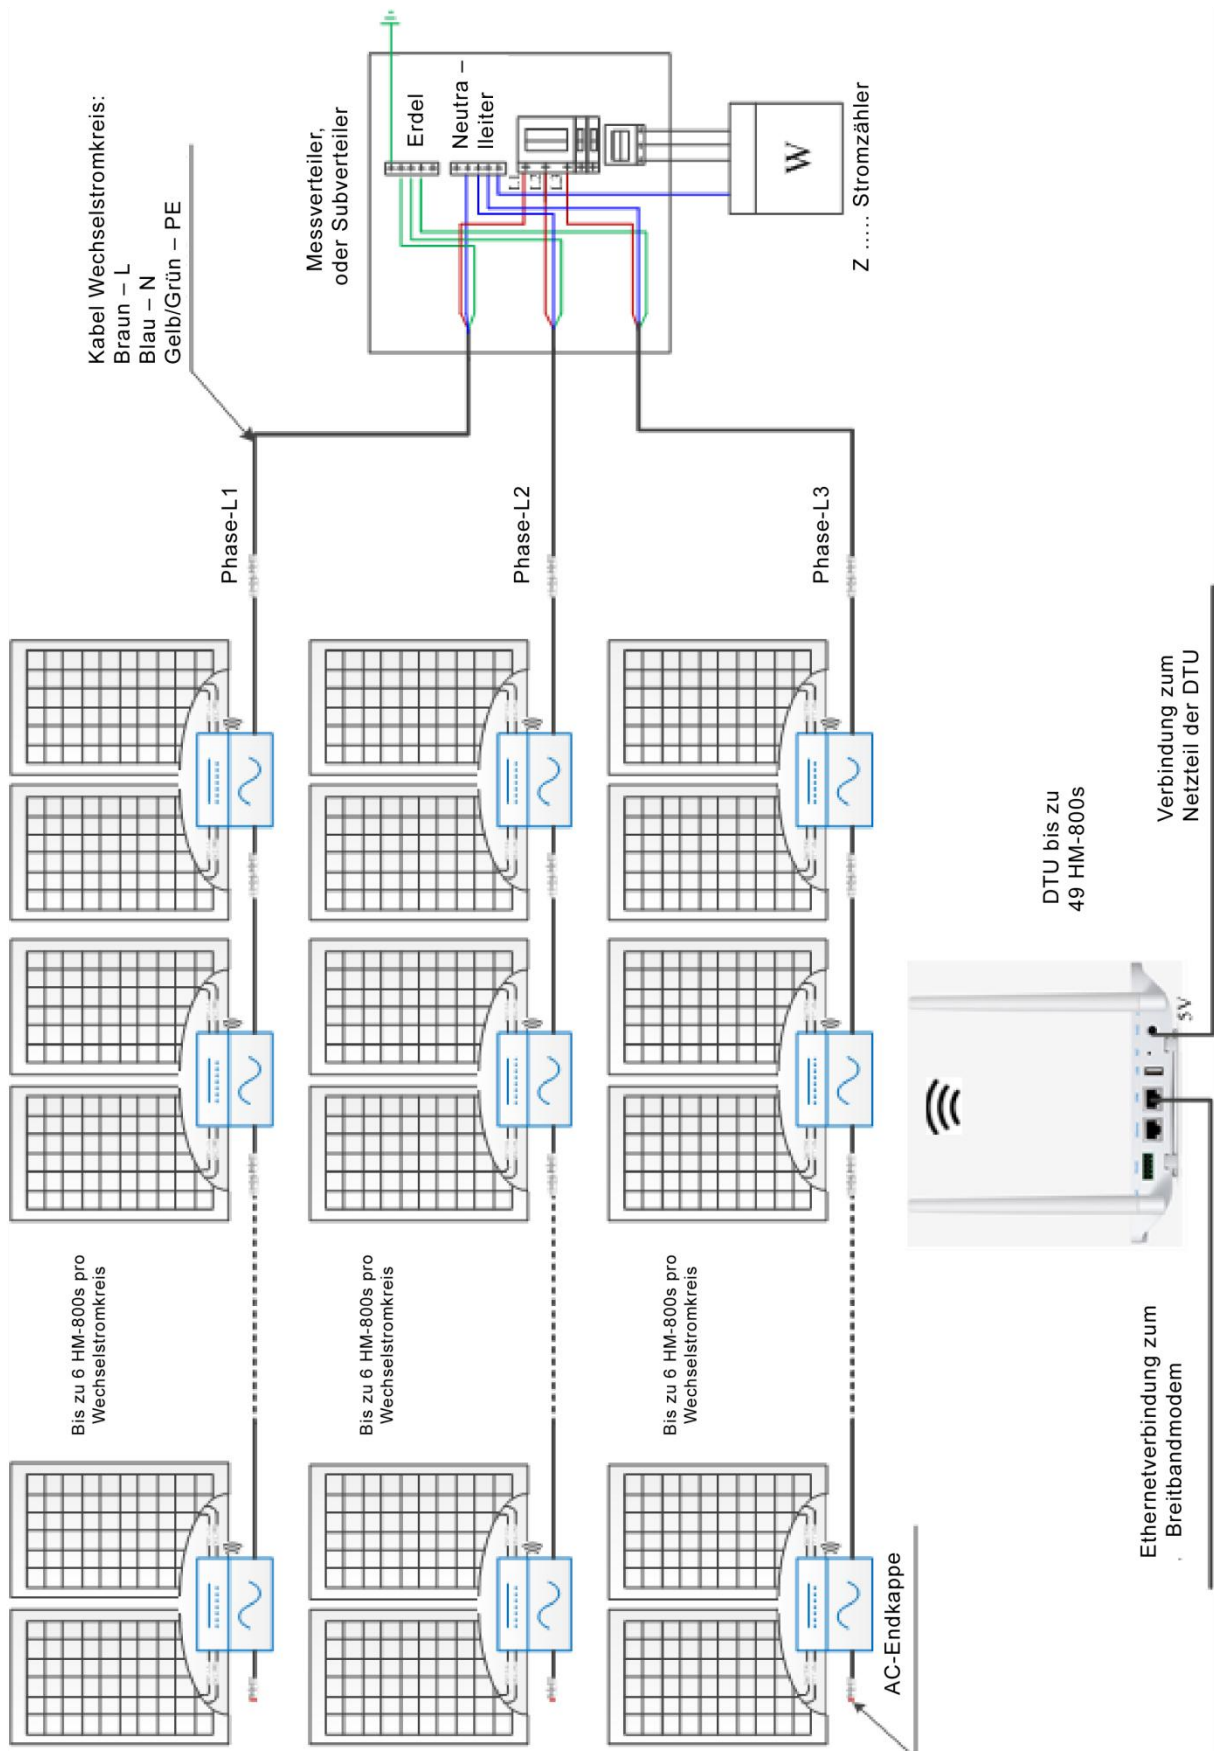 Kabel Wechselstromkreis:
Braun – L
Blau – N
Gelb/Grün – PE
Messverteiler,
oder Subverteiler
Erdel
Neutra –
lleiter
L1
L2
L3
W
Z ..... Stromzähler
Phase-L1
Phase-L2
Phase-L3
Bis zu 6 HM-800s pro
Wechselstromkreis
Bis zu 6 HM-800s pro
Wechselstromkreis
Bis zu 6 HM-800s pro
Wechselstromkreis
AC-Endkappe
DTU bis zu
49 HM-800s
5V
Verbindung zum
Netzteil der DTU
Ethernetverbindung zum
. Breitbandmodem